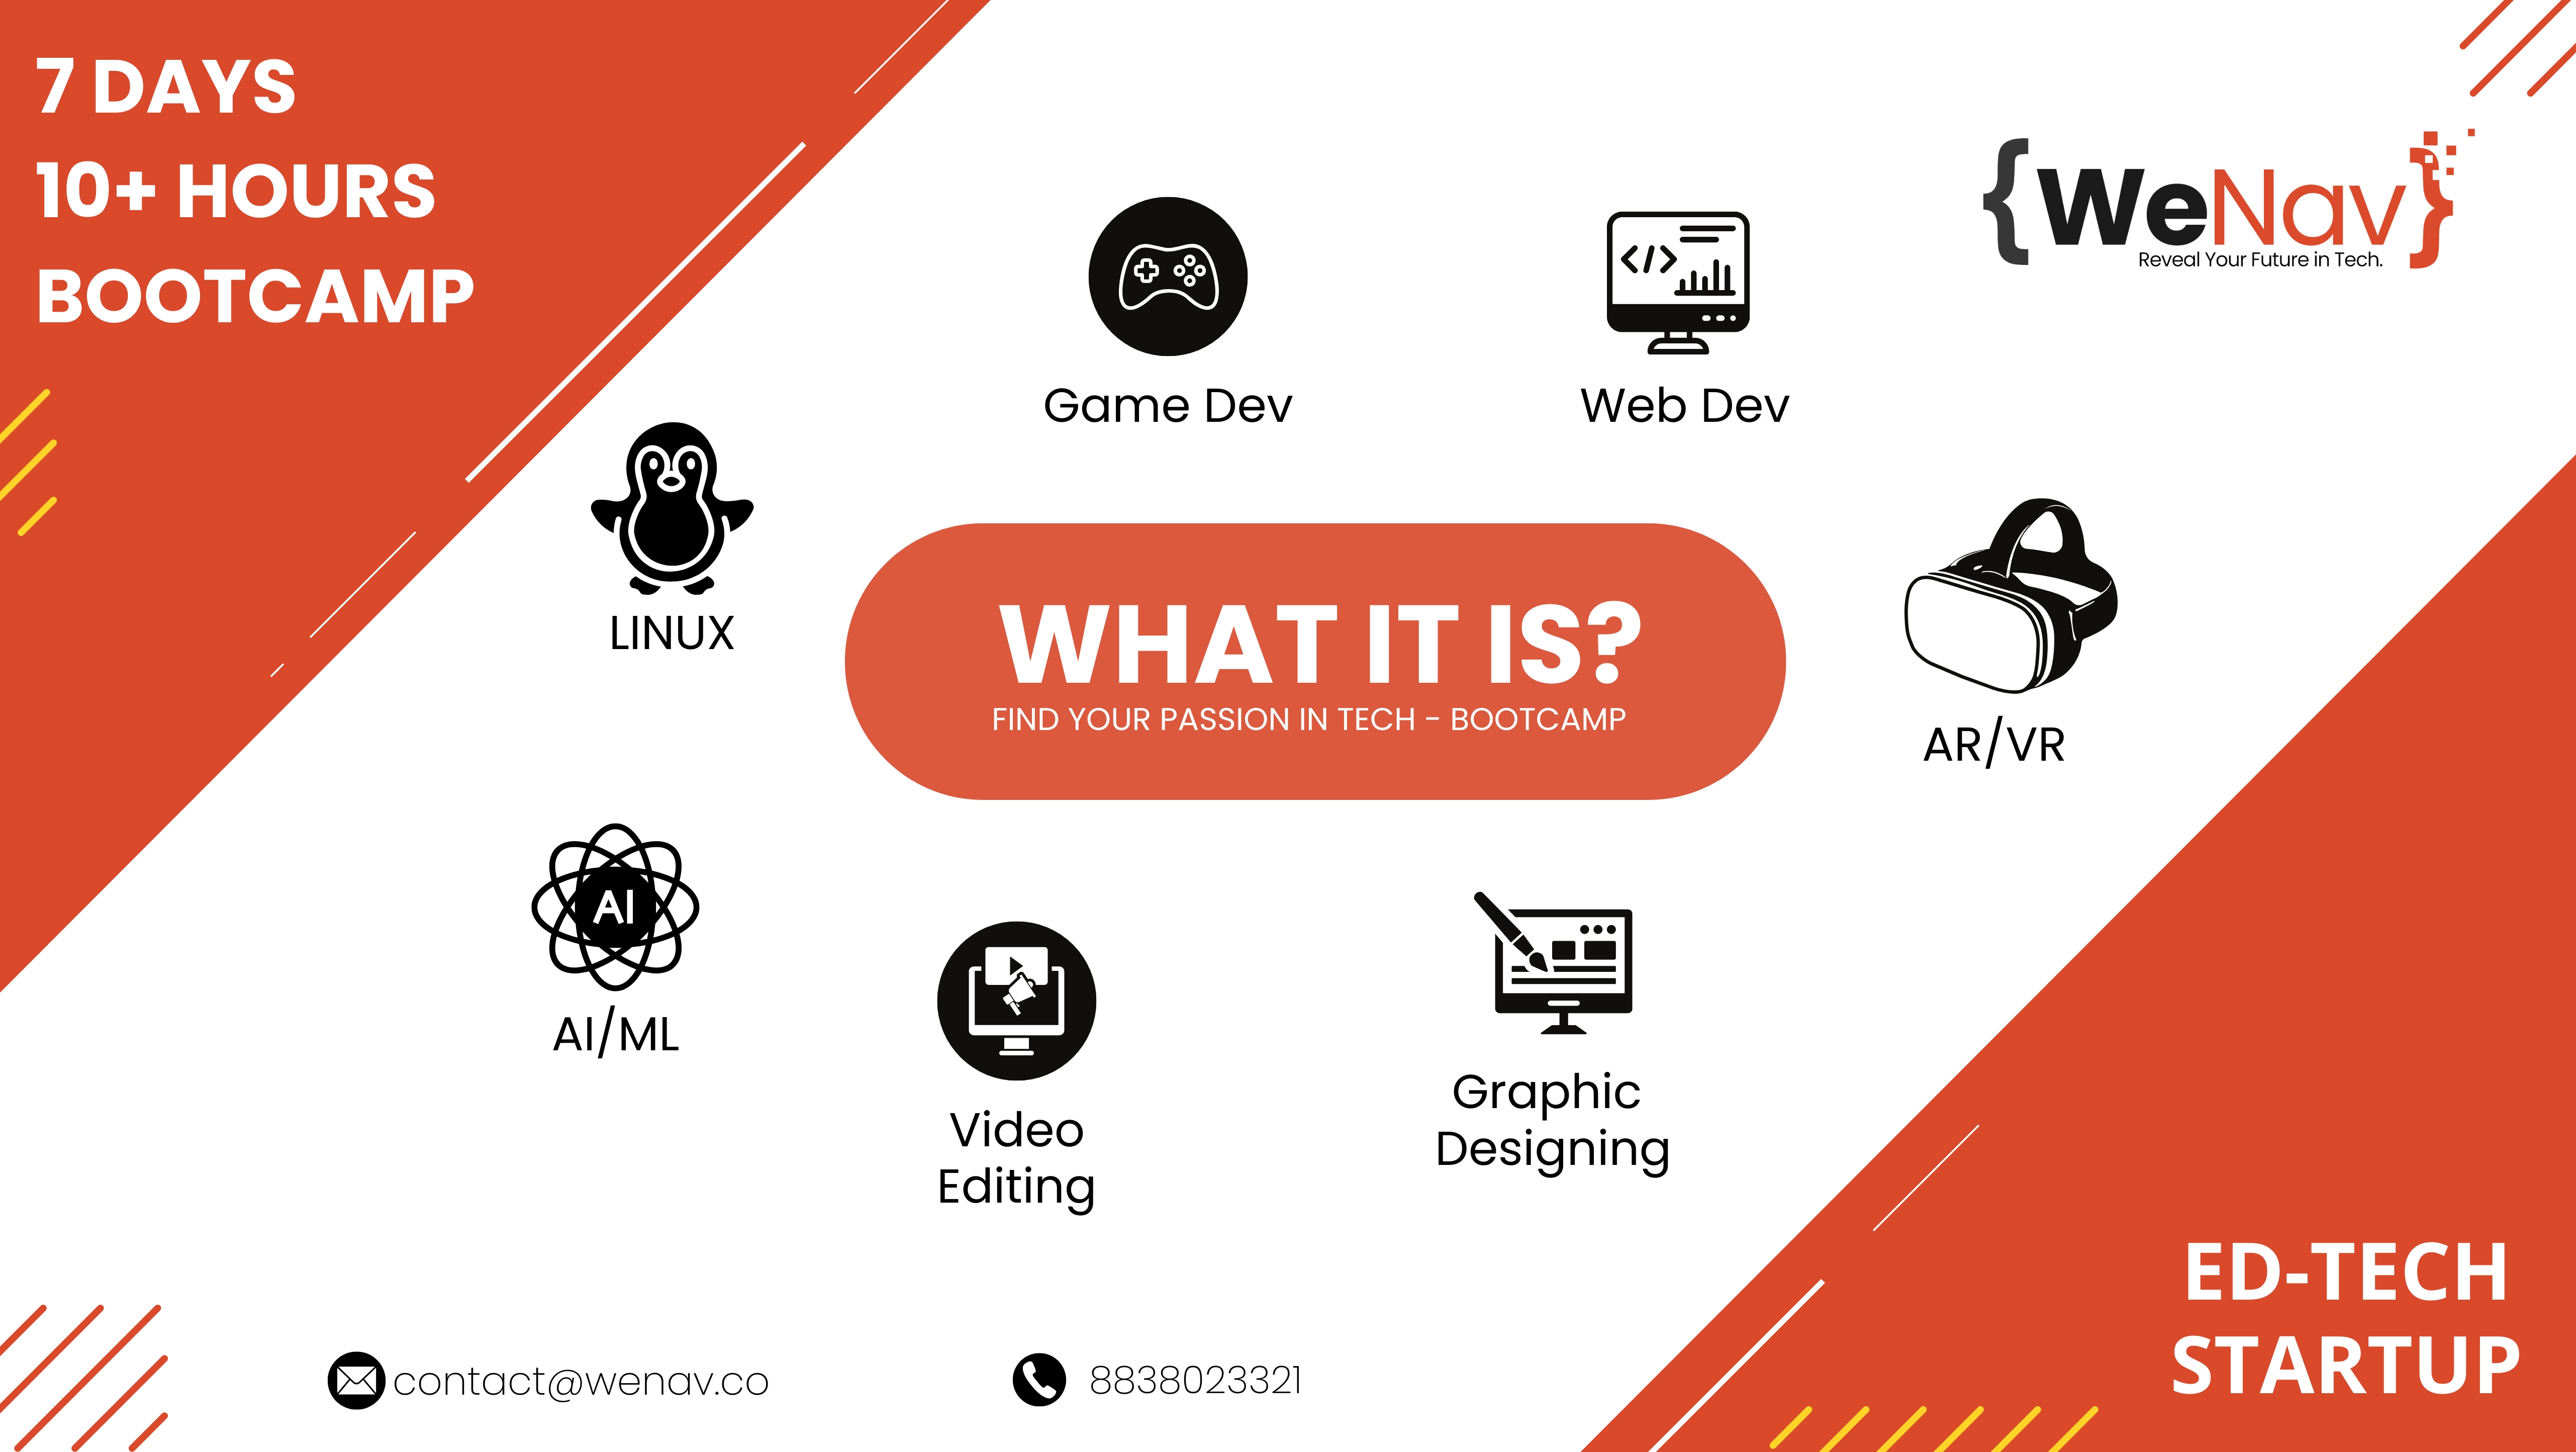 7 DAYS
10+ HOURS
BOOTCAMP
{WeNav}
Reveal Your Future in Tech.
Game Dev
Web Dev
LINUX
WHAT IT IS?
FIND YOUR PASSION IN TECH - BOOTCAMP
AR/VR
AI
AI/ML
Video
Editing
Graphic
Designing
ED-TECH
STARTUP
contact@wenav.co
8838023321